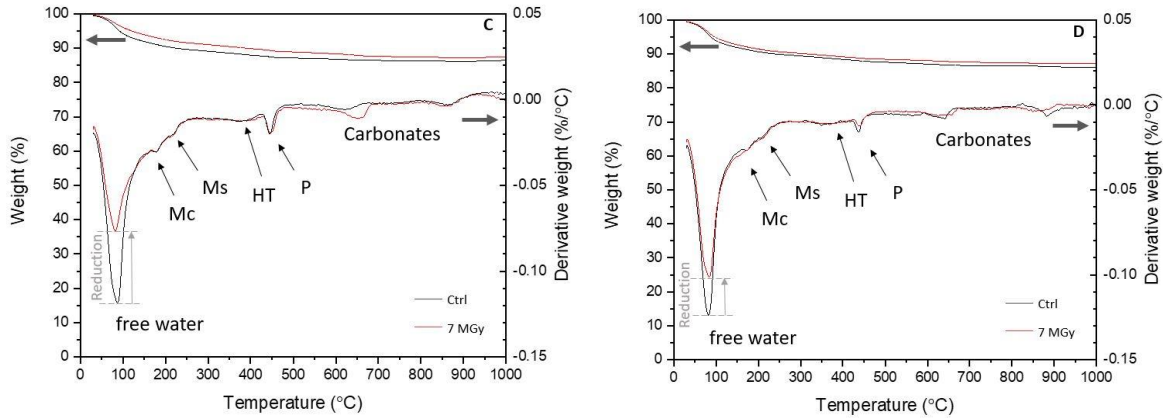 C
Weight (%)
100
90
80
70
60
50
40
30
20
10
0
0.05
0.00
-0.05
-0.10
-0.15
Derivative weight (%/°C)
Carbonates
Ms
Mc
HT
P
Reduction
free water
Ctrl
7 MGy
0 100 200 300 400 500 600 700 800 900 1000
Temperature (°C)
D
Weight (%)
100
90
80
70
60
50
40
30
20
10
0
0.05
0.00
-0.05
-0.10
-0.15
Derivative weight (%/°C)
Carbonates
Ms
Mc
HT
P
Reduction
free water
Ctrl
7 MGy
0 100 200 300 400 500 600 700 800 900 1000
Temperature (°C)